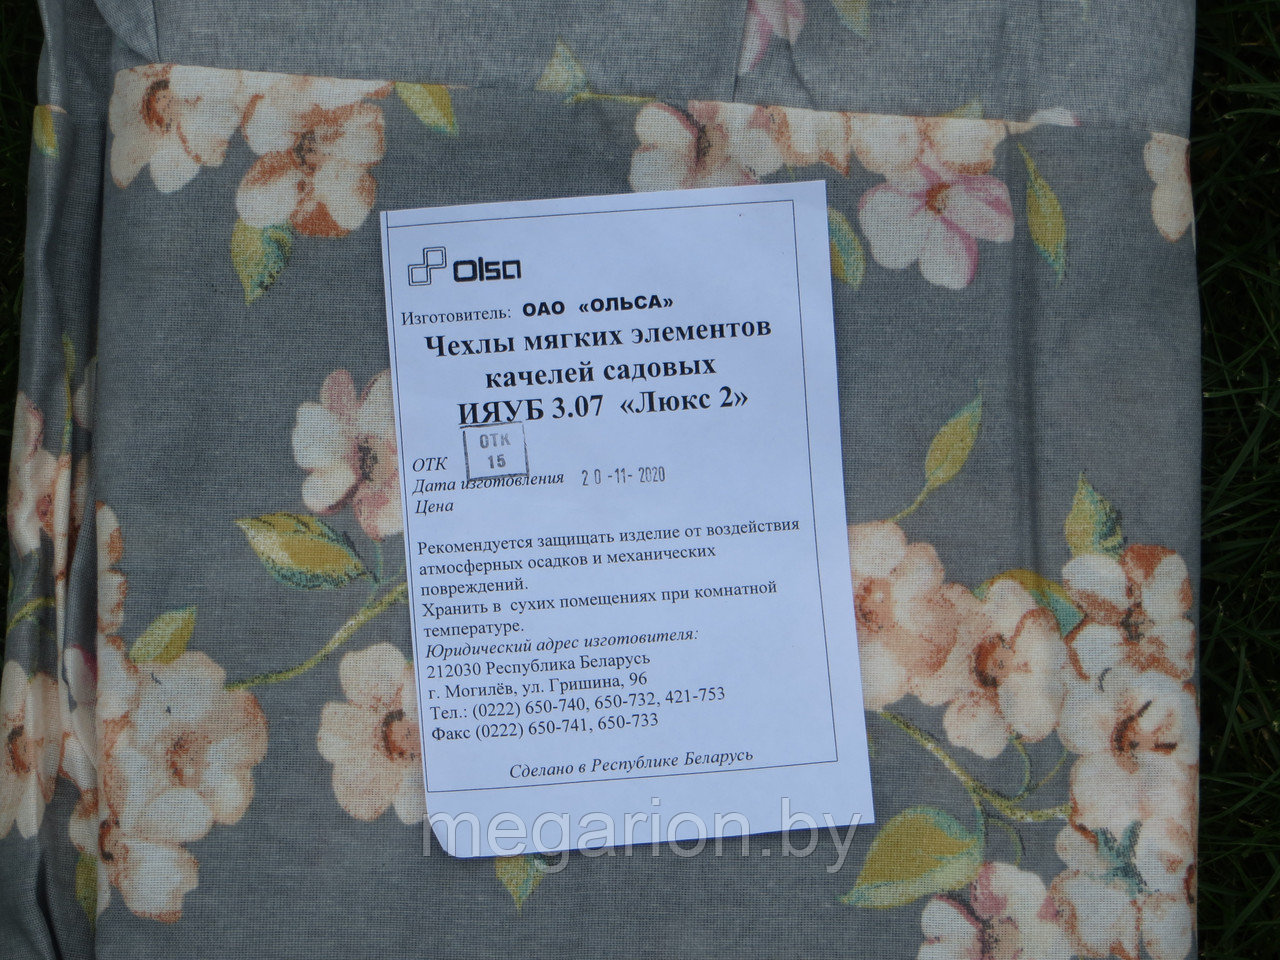 Olsa
Изготовитель: ОАО «ОЛЬСА»
Чехлы мягких элементов
качелей садовых
ИЯУБ 3.07 «Люкс 2»
ОТК
15
ОТК
Дата изготовления 20-11-2020
Цена
Рекомендуется защищать изделие от воздействия
атмосферных осадков и механических
повреждений.
Хранить в сухих помещениях при комнатной
температуре.
Юридический адрес изготовителя:
212030 Республика Беларусь
г. Могилёв, ул. Гришина, 96
Тел.: (0222) 650-740, 650-732, 421-753
Факс (0222) 650-741, 650-733
Сделано в Республике Беларусь
megarion.by